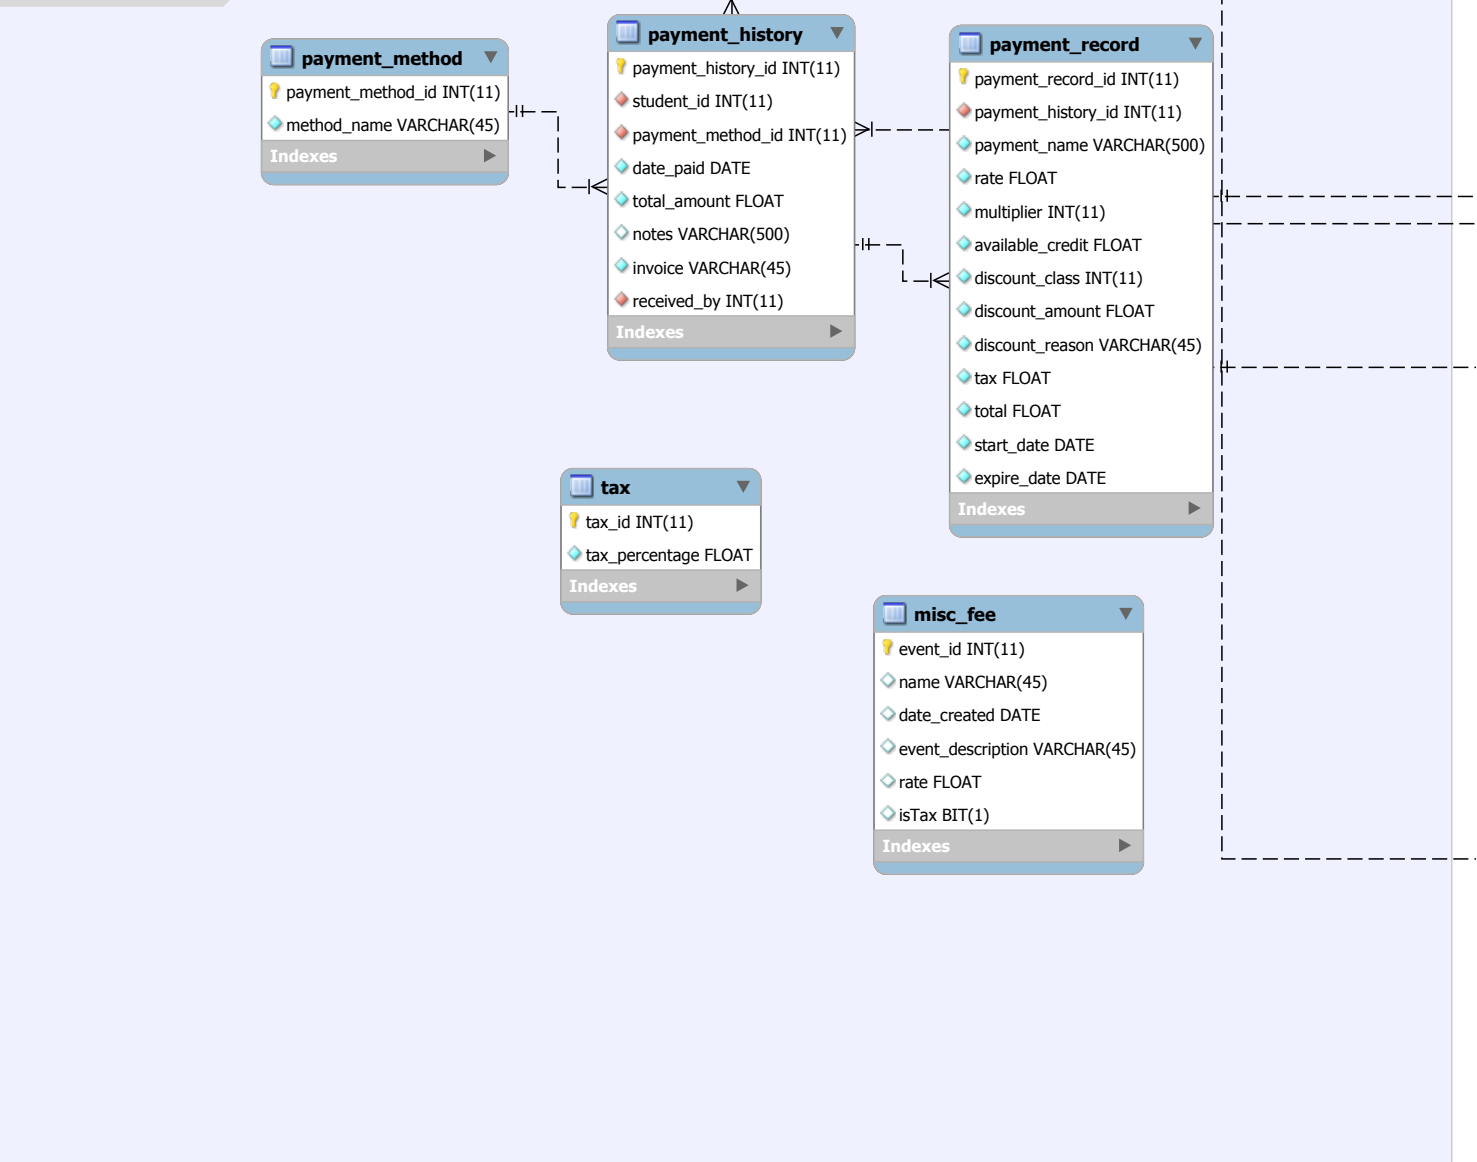 payment_method
payment_method_id INT(11)
method_name VARCHAR(45)
Indexes
payment_history
payment_history_id INT(11)
student_id INT(11)
payment_method_id INT(11)
date_paid DATE
total_amount FLOAT
notes VARCHAR(500)
invoice VARCHAR(45)
received_by INT(11)
Indexes
payment_record
payment_record_id INT(11)
payment_history_id INT(11)
payment_name VARCHAR(500)
rate FLOAT
multiplier INT(11)
available_credit FLOAT
discount_class INT(11)
discount_amount FLOAT
discount_reason VARCHAR(45)
tax FLOAT
total FLOAT
start_date DATE
expire_date DATE
Indexes
tax
tax_id INT(11)
tax_percentage FLOAT
Indexes
misc_fee
event_id INT(11)
name VARCHAR(45)
date_created DATE
event_description VARCHAR(45)
rate FLOAT
isTax BIT(1)
Indexes